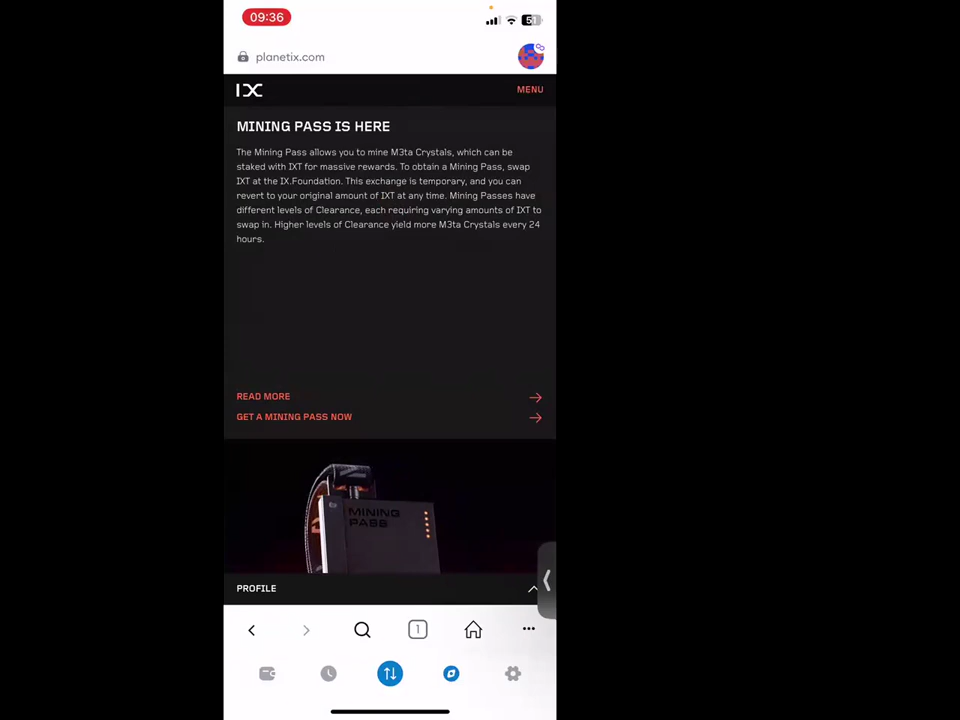 09:36
51
planetix.com
IX
MENU
MINING PASS IS HERE
The Mining Pass allows you to mine M3ta Crystals, which can be
staked with IXT for massive rewards. To obtain a Mining Pass, swap
IXT at the IX.Foundation. This exchange is temporary, and you can
revert to your original amount of IXT at any time. Mining Passes have
different levels of Clearance, each requiring varying amounts of IXT to
swap in. Higher levels of Clearance yield more M3ta Crystals every 24
hours.
READ MORE
GET A MINING PASS NOW
MINING
PASS
PROFILE
1